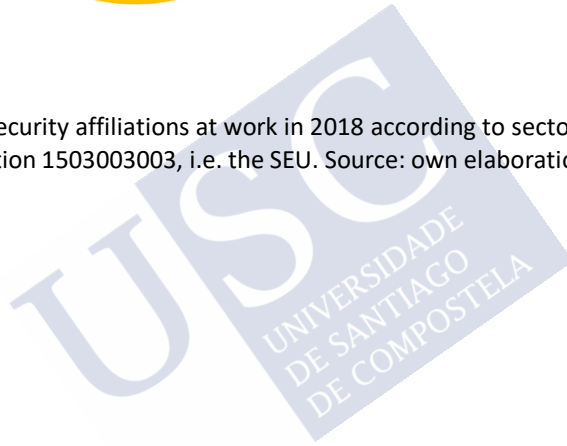 ecurity affiliations at work in 2018 according to secto
tion 1503003003, i.e. the SEU. Source: own elaboratio
USC
UNIVERSIDADE
DE SANTIAGO
DE COMPOSTELA